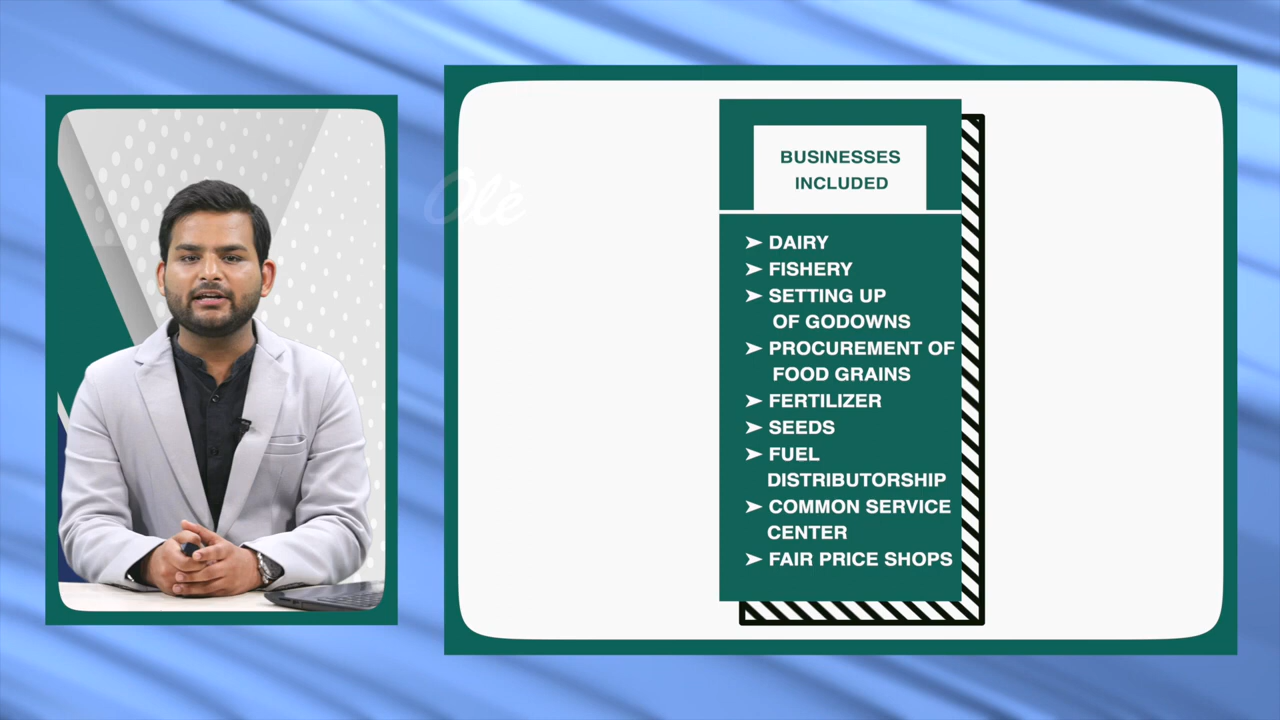 Olè
BUSINESSES
INCLUDED
➤ DAIRY
➤ FISHERY
➤ SETTING UP
OF GODOWNS
➤ PROCUREMENT OF
FOOD GRAINS
➤ FERTILIZER
➤ SEEDS
➤ FUEL
DISTRIBUTORSHIP
➤ COMMON SERVICE
CENTER
➤ FAIR PRICE SHOPS